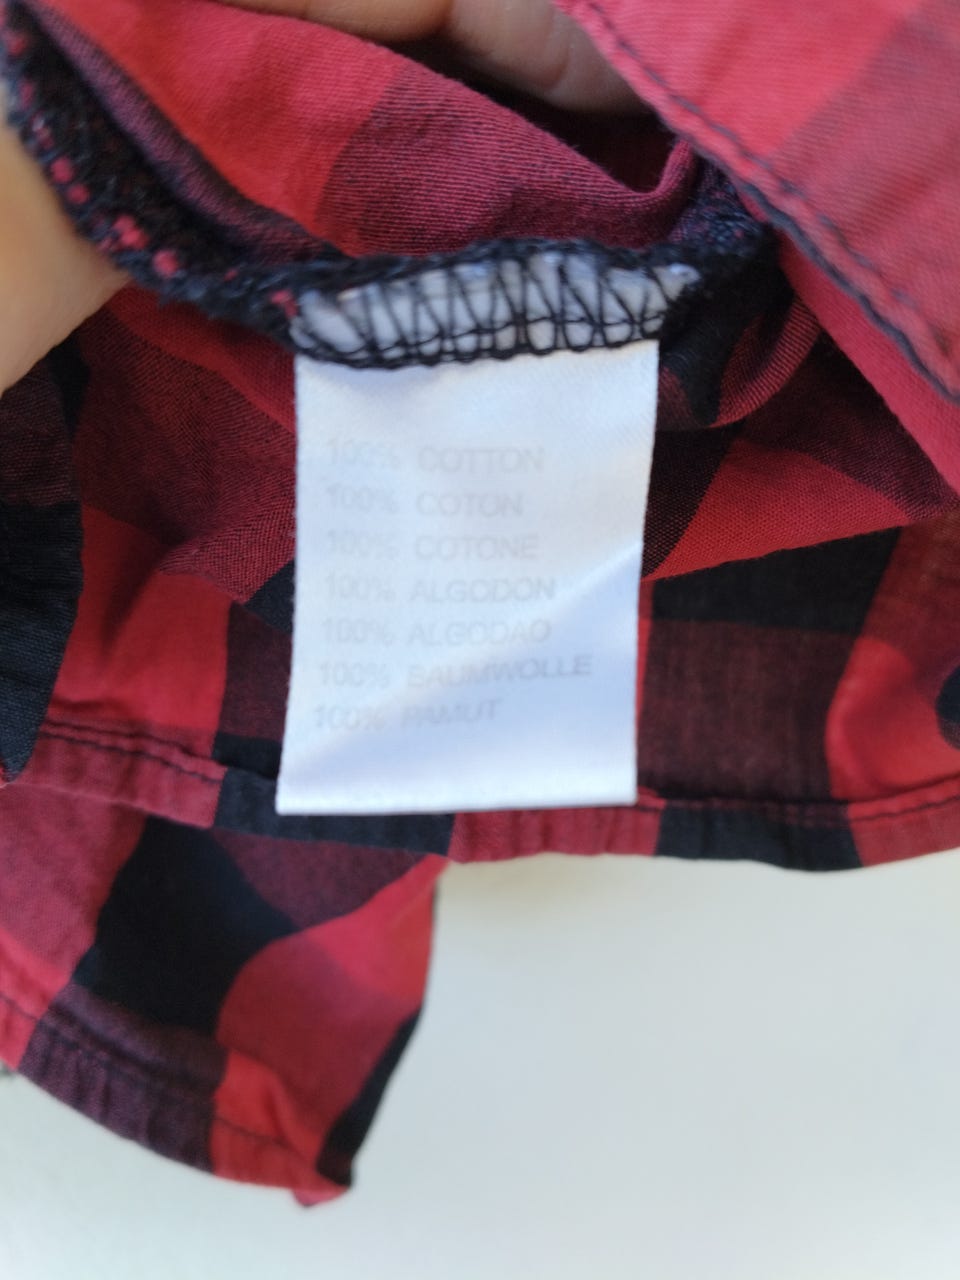 100% COTTON
100% COTON
100% COTONE
100% ALGODON
100% ALGODAO
100% BAUMWOLLE
100% PAMUT